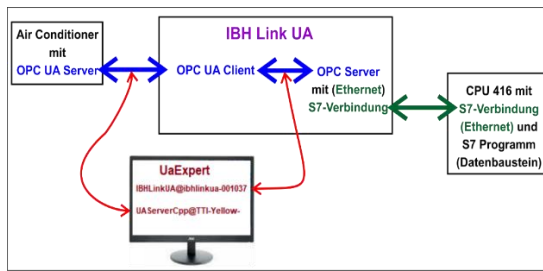 Air Conditioner
mit
OPC UA Server
IBH Link UA
OPC UA Client
OPC Server
mit (Ethernet)
S7-Verbindung
CPU 416 mit
S7-Verbindung
(Ethernet) und
S7 Programm
(Datenbaustein)
UaExpert
IBHLinkUA@ibhlinkua-001037
UAServerCpp@TTI-Yellow-